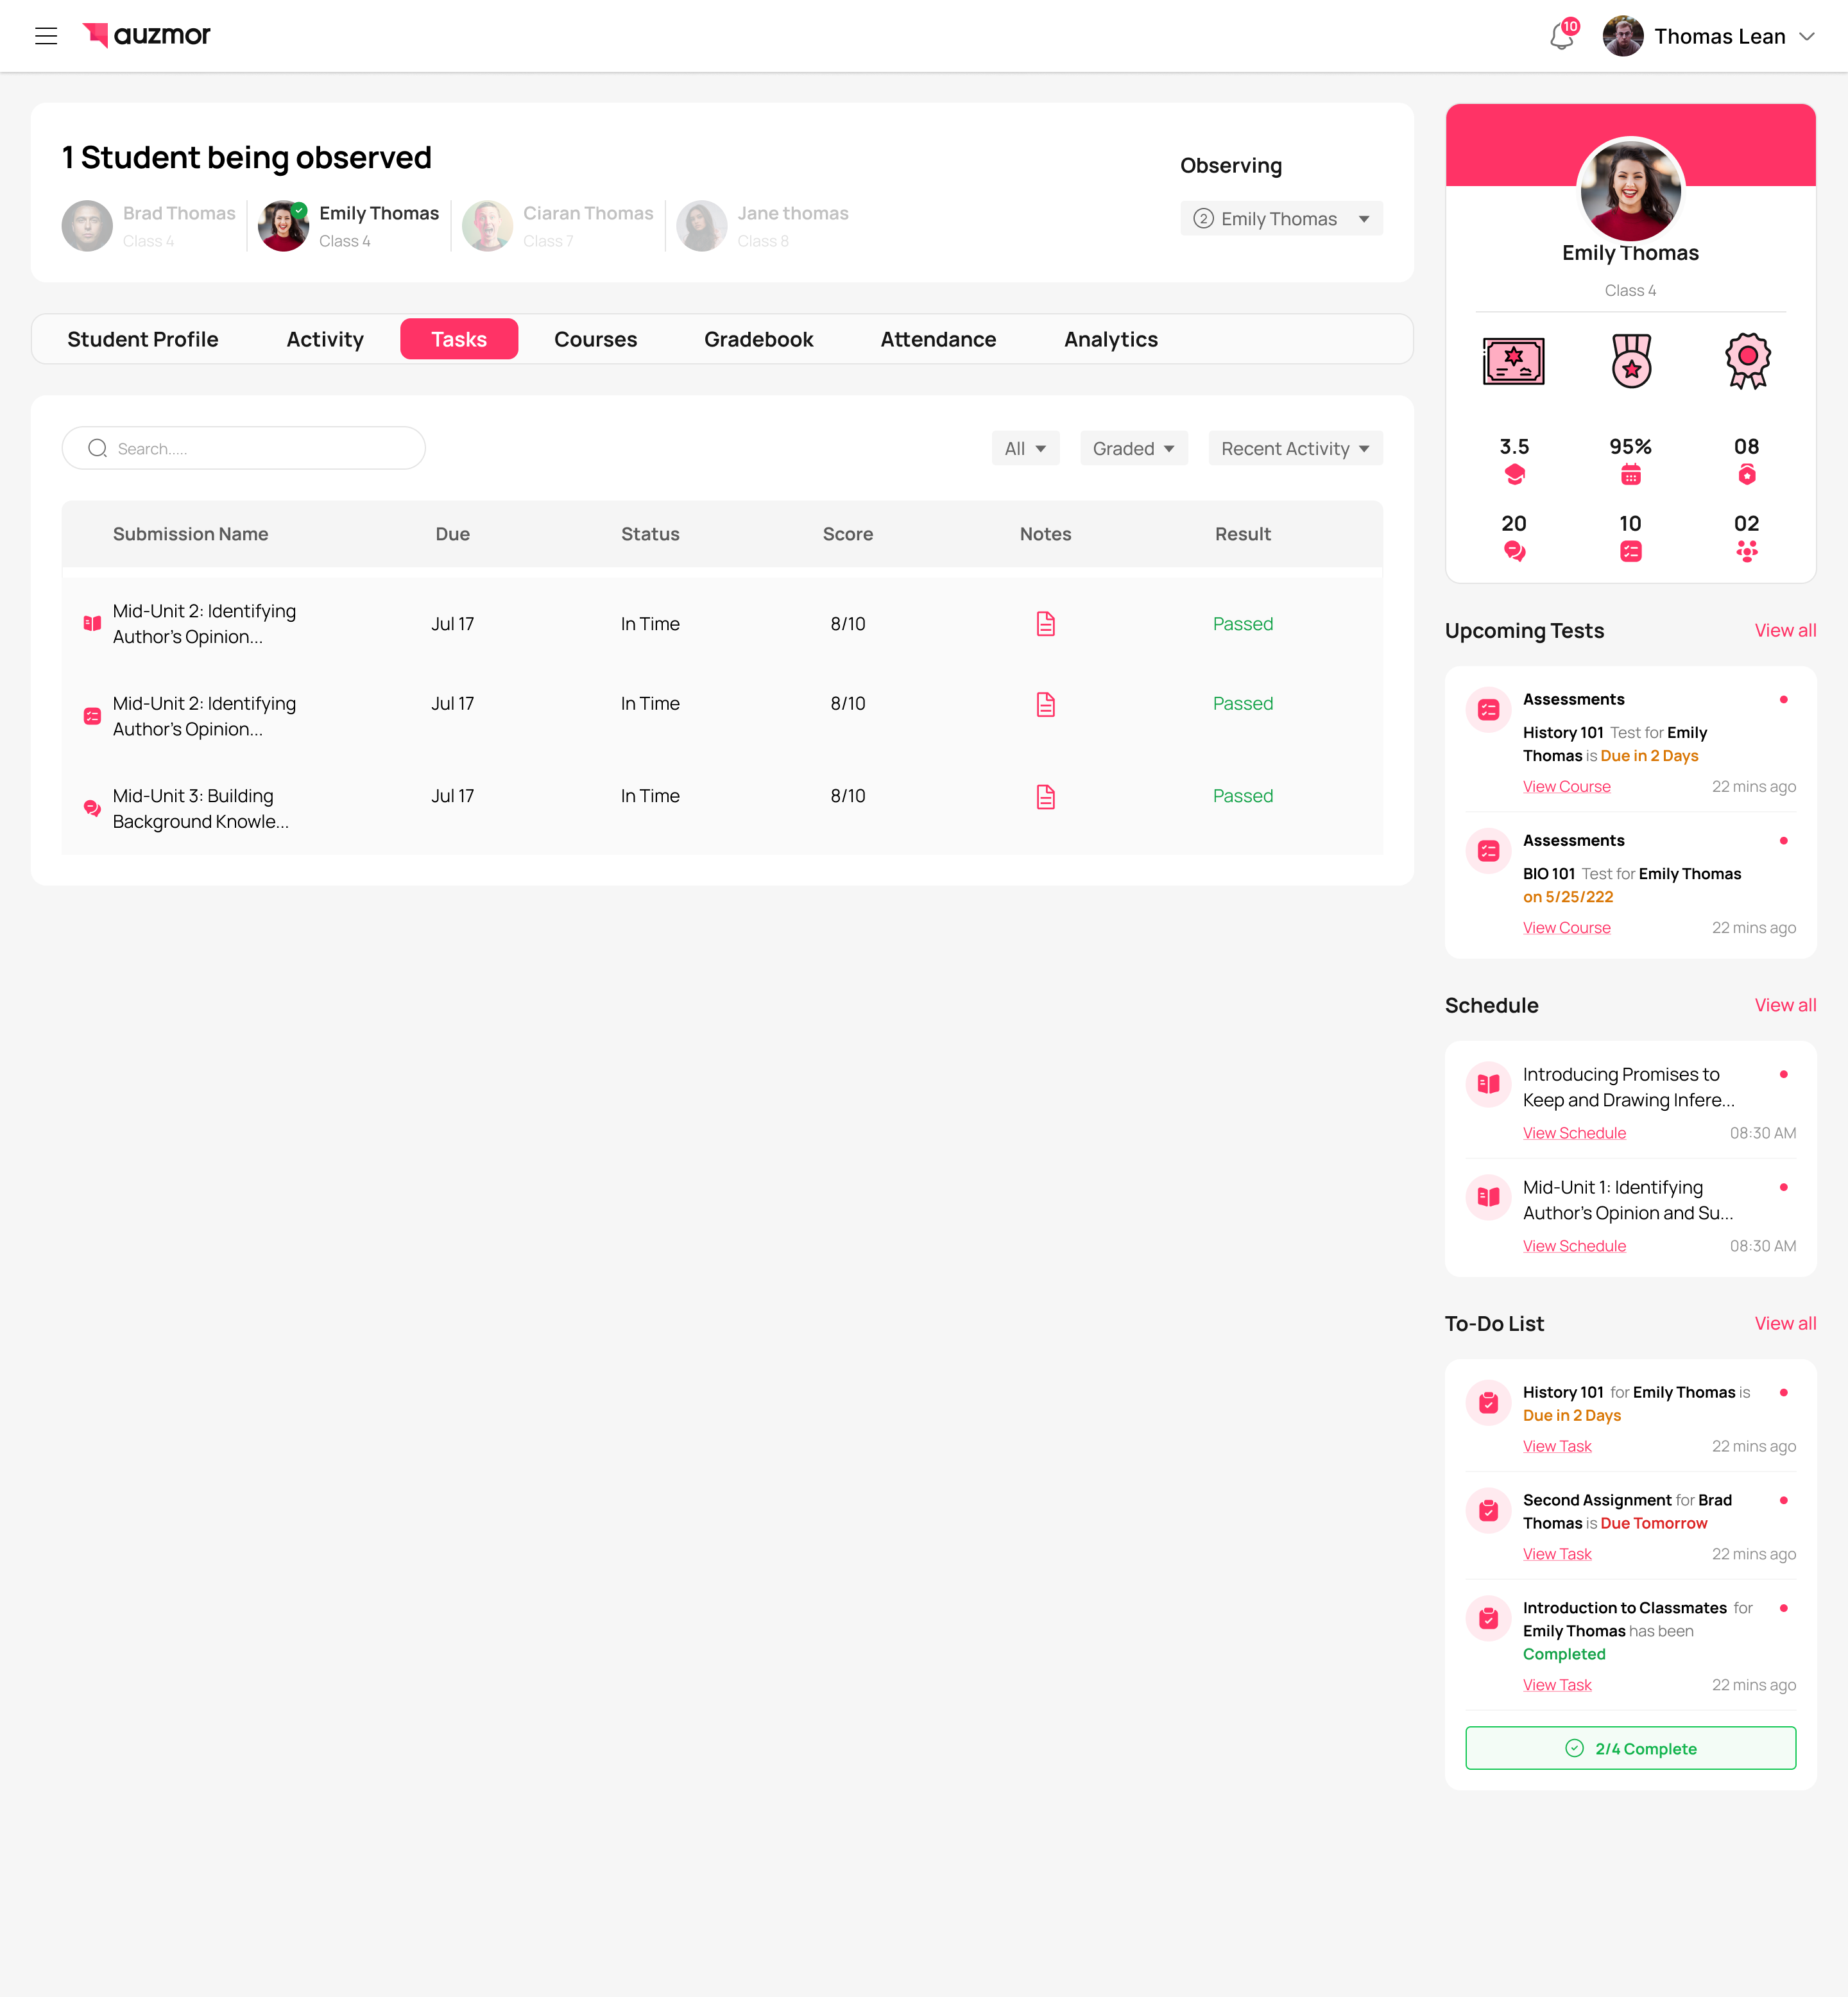 auzmor
10
Thomas Lean
1 Student being observed
Brad Thomas
Class 4
Emily Thomas
Class 4
Ciaran Thomas
Class 7
Jane thomas
Class 8
Observing
2 Emily Thomas
Student Profile
Activity
Tasks
Courses
Gradebook
Attendance
Analytics
Search.....
All
Graded
Recent Activity
Submission Name
Due
Status
Score
Notes
Result
Mid-Unit 2: Identifying
Author's Opinion...
Jul 17
In Time
8/10
Passed
Mid-Unit 2: Identifying
Author's Opinion...
Jul 17
In Time
8/10
Passed
Mid-Unit 3: Building
Background Knowle...
Jul 17
In Time
8/10
Passed
Emily Thomas
Class 4
3.5
95%
08
20
10
02
Upcoming Tests
View all
Assessments
History 101 Test for Emily
Thomas is Due in 2 Days
View Course
22 mins ago
Assessments
BIO 101 Test for Emily Thomas
on 5/25/222
View Course
22 mins ago
Schedule
View all
Introducing Promises to
Keep and Drawing Infere...
View Schedule
08:30 AM
Mid-Unit 1: Identifying
Author's Opinion and Su...
View Schedule
08:30 AM
To-Do List
View all
History 101 for Emily Thomas is
Due in 2 Days
View Task
22 mins ago
Second Assignment for Brad
Thomas is Due Tomorrow
View Task
22 mins ago
Introduction to Classmates for
Emily Thomas has been
Completed
View Task
22 mins ago
2/4 Complete